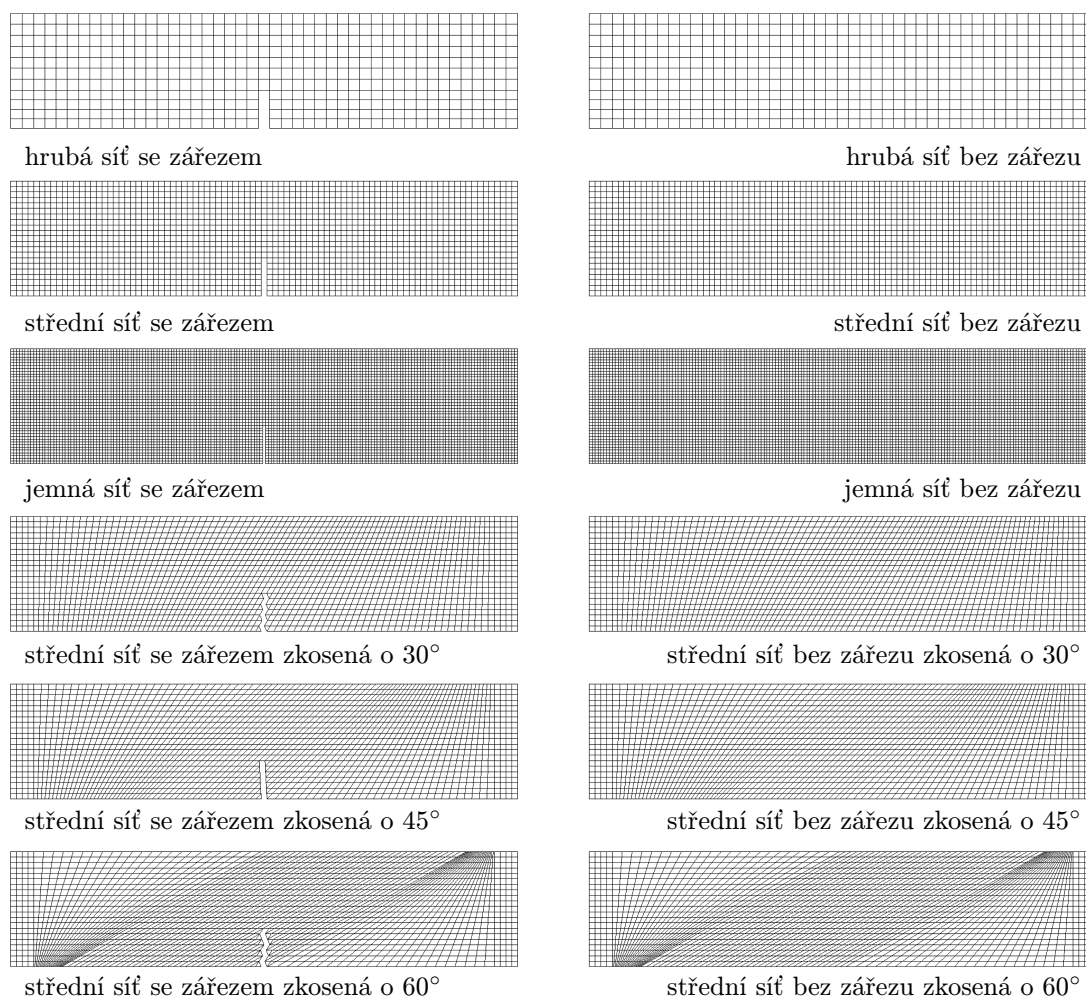 hrubá síť se zářezem
hrubá síť bez zářezu
střední síť se zářezem
střední síť bez zářezu
jemná síť se zářezem
jemná síť bez zářezu
střední síť se zářezem zkosená o 30°
střední síť bez zářezu zkosená o 30°
střední síť se zářezem zkosená o 45°
střední síť bez zářezu zkosená o 45°
střední síť se zářezem zkosená o 60°
střední síť bez zářezu zkosená o 60°